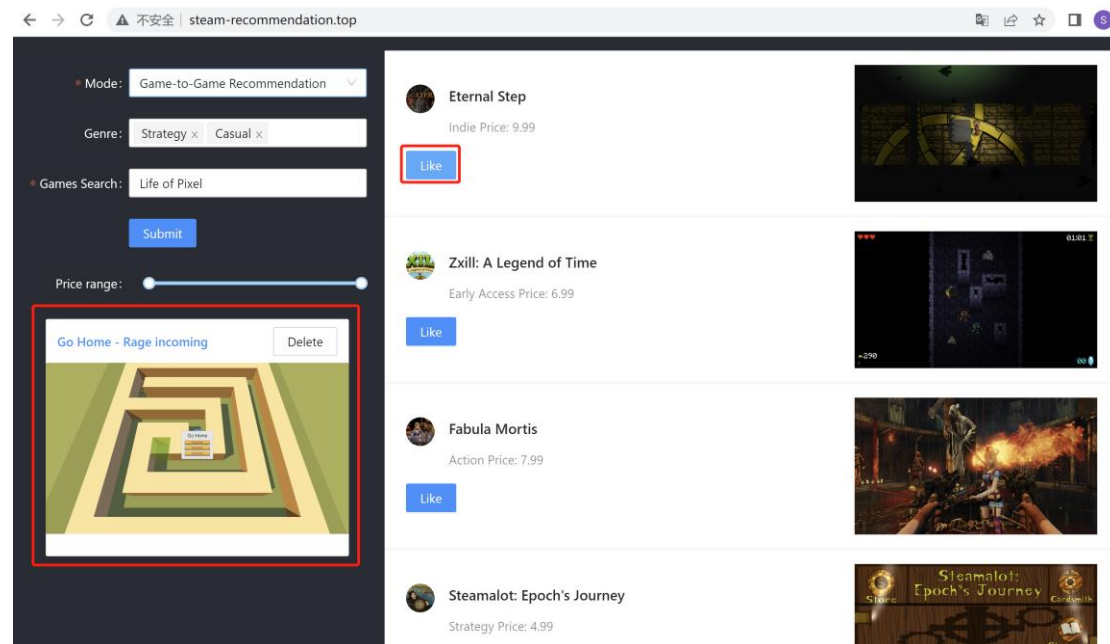 不安全 steam-recommendation.top
S
* Mode: Game-to-Game Recommendation
Genre: Strategy × Casual ×
* Games Search: Life of Pixel
Submit
Price range:
Go Home - Rage incoming Delete
Go Home
Eternal Step
Indie Price: 9.99
Like
Zxill: A Legend of Time
Early Access Price: 6.99
Like
01:01
290
00
Fabula Mortis
Action Price: 7.99
Like
Steamalot: Epoch's Journey
Strategy Price: 4.99
Steamalot:
Epoch's Journey
Store
Cardsmith